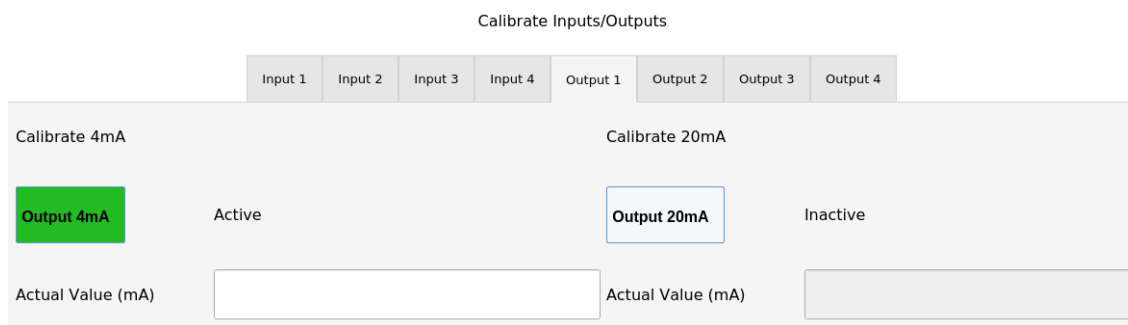 Calibrate Inputs/Outputs
Input 1 Input 2 Input 3 Input 4 Output 1 Output 2 Output 3 Output 4
Calibrate 4mA Calibrate 20mA
Output 4mA Active Output 20mA Inactive
Actual Value (mA) Actual Value (mA)